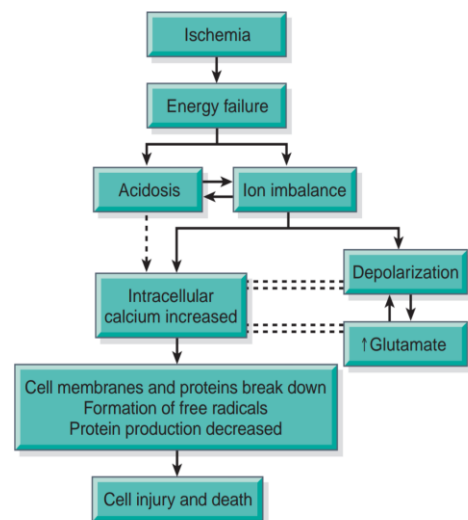 Ischemia
Energy failure
Acidosis
Ion imbalance
Depolarization
Intracellular
calcium increased
↑Glutamate
Cell membranes and proteins break down
Formation of free radicals
Protein production decreased
Cell injury and death